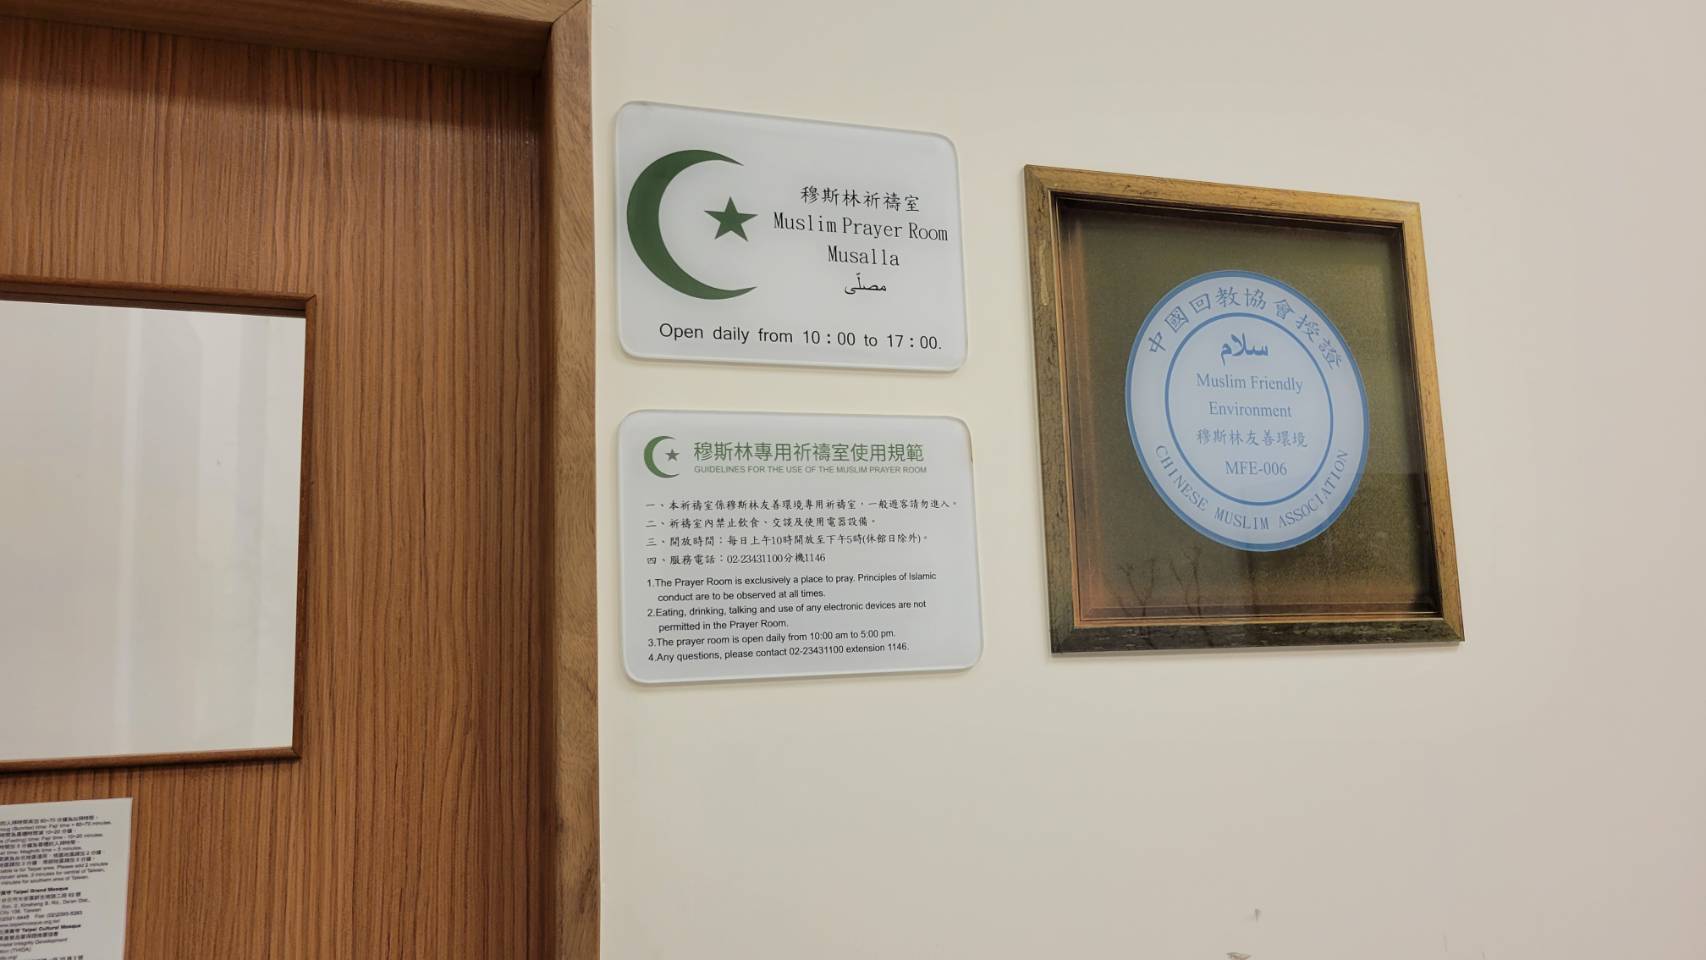 穆斯林祈禱室
Muslim Prayer Room
Musalla
مصلّى
Open daily from 10:00 to 17:00.
穆斯林專用祈禱室使用規範
GUIDELINES FOR THE USE OF THE MUSLIM PRAYER ROOM
一、本祈禱室係穆斯林友善環境專用祈禱室，一般遊客請勿進入。
二、祈禱室內禁止飲食、交談及使用電器設備。
三、開放時間：每日上午10時開放至下午5時(休館日除外)。
四、服務電話：02-23431100分機1146
1.The Prayer Room is exclusively a place to pray. Principles of Islamic
conduct are to be observed at all times.
2.Eating, drinking, talking and use of any electronic devices are not
permitted in the Prayer Room.
3.The prayer room is open daily from 10:00 am to 5:00 pm.
4.Any questions, please contact 02-23431100 extension 1146.
中國回教協會授證
سلام
Muslim Friendly
Environment
穆斯林友善環境
MFE-006
CHINESE MUSLIM ASSOCIATION
Taipei Grand Mosque
Taipei Cultural Mosque